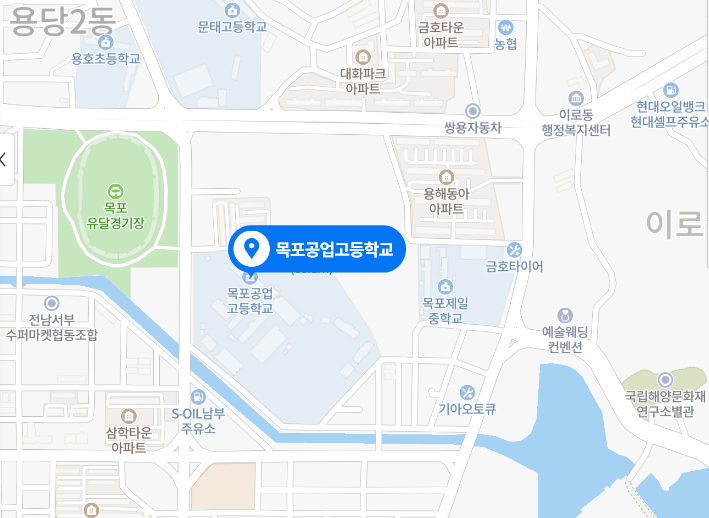 용당2동
문태고등학교
용호초등학교
금호타운
아파트
농협
대화파크
아파트
쌍용자동차
이로동
행정복지센터
현대오일뱅크
현대셀프주유소
목포
유달경기장
용해동아
아파트
이로
목포공업고등학교
금호타이어
목포공업
고등학교
목포제일
중학교
전남서부
수퍼마켓협동조합
예술웨딩
컨벤션
S-OIL남부
주유소
기아오토큐
국립해양문화재
연구소별관
삼학타운
아파트